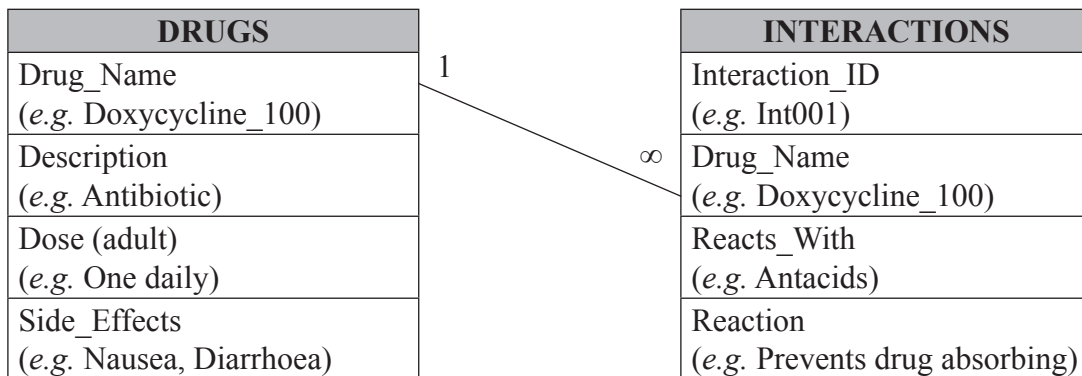 DRUGS
Drug_Name
(e.g. Doxycycline_100)
Description
(e.g. Antibiotic)
Dose (adult)
(e.g. One daily)
Side_Effects
(e.g. Nausea, Diarrhoea)
1
∞
INTERACTIONS
Interaction_ID
(e.g. Int001)
Drug_Name
(e.g. Doxycycline_100)
Reacts_With
(e.g. Antacids)
Reaction
(e.g. Prevents drug absorbing)